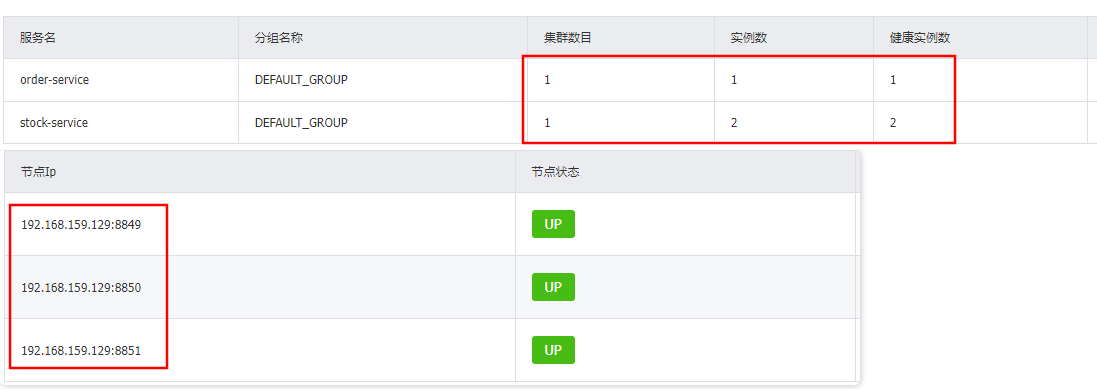 服务名 分组名称 集群数目 实例数 健康实例数
order-service DEFAULT_GROUP 1 1 1
stock-service DEFAULT_GROUP 1 2 2
节点Ip 节点状态
192.168.159.129:8849 UP
192.168.159.129:8850 UP
192.168.159.129:8851 UP